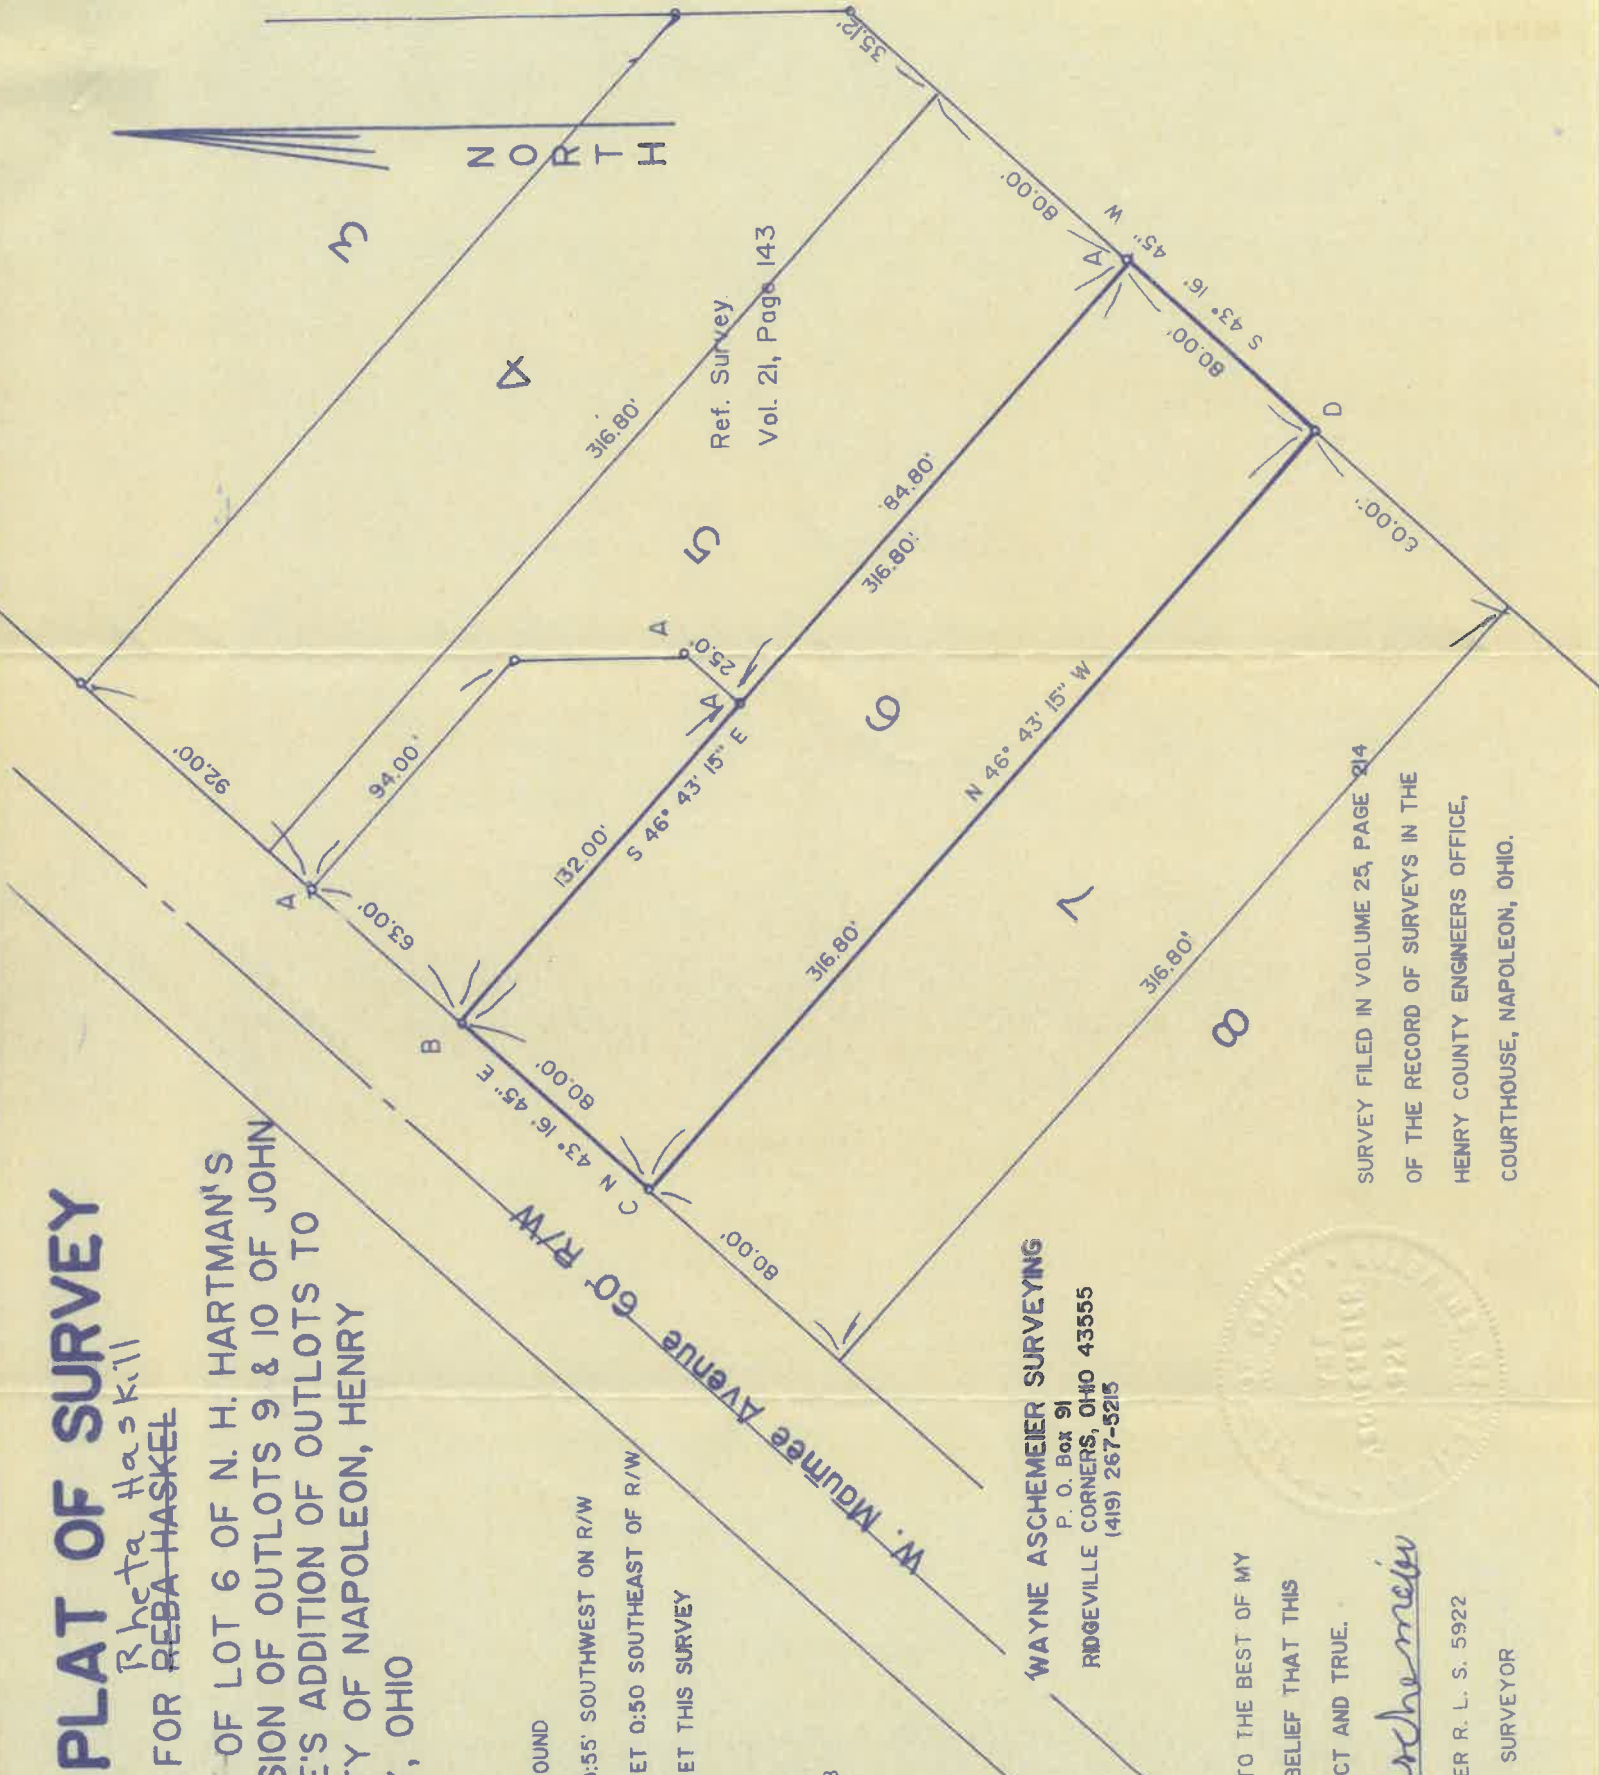 PLAT OF SURVEY
Rheta Haskill
FOR REBA HASKEL
OF LOT 6 OF N. H. HARTMAN'S
SION OF OUTLOTS 9 & 10 OF JOHN
E'S ADDITION OF OUTLOTS TO
Y OF NAPOLEON, HENRY
, OHIO
OUND
0:55' SOUTHWEST ON R/W
ET 0:50 SOUTHEAST OF R/W
ET THIS SURVEY
NORTH
3
4
5
6
7
8
Ref. Survey
Vol. 21, Page 143
35.12'
80.00'
A
S 43° 16' 45" W
80.00'
D
80.00'
92.00'
94.00'
316.80'
A
63.00'
A
25.0'
A
132.00'
S 46° 43' 15" E
184.80'
316.80'
B
N 43° 16' 45" E
80.00'
C
N 46° 43' 15" W
316.80'
80.00'
316.80'
W. Maumee Avenue 60' R/W
WAYNE ASCHEMEIER SURVEYING
P. O. Box 91
RIDGEVILLE CORNERS, OHIO 43555
(419) 267-5215
SURVEY FILED IN VOLUME 25, PAGE 214
OF THE RECORD OF SURVEYS IN THE
HENRY COUNTY ENGINEERS OFFICE,
COURTHOUSE, NAPOLEON, OHIO.
TO THE BEST OF MY
BELIEF THAT THIS
CT AND TRUE.
schemeier
ER R. L. S. 5922
SURVEYOR